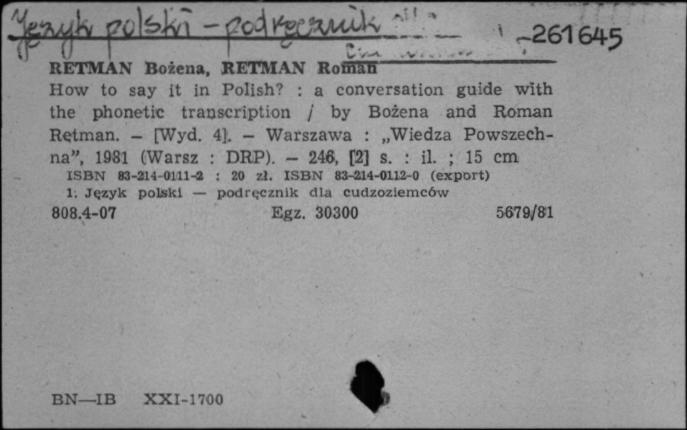 Język polski – podręcznik
-261645
RETMAN Bożena, RETMAN Roman
How to say it in Polish? : a conversation guide with
the phonetic transcription / by Bożena and Roman
Retman. — [Wyd. 4]. — Warszawa : „Wiedza Powszech-
na”, 1981 (Warsz : DRP). — 246, [2] s. : il. ; 15 cm
ISBN 83-214-0111-2 : 20 zł. ISBN 83-214-0112-0 (export)
1. Język polski — podręcznik dla cudzoziemców
808.4-07 Egz. 30300 5679/81
BN—IB XXI-1700